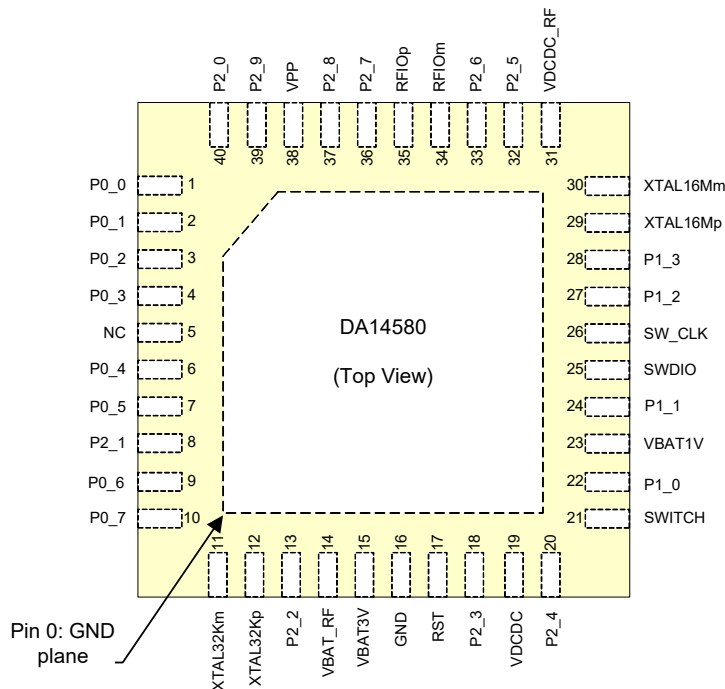 P2_0
P2_9
VPP
P2_8
P2_7
RFIOp
RFIOm
P2_6
P2_5
VDCDC_RF
40
39
38
37
36
35
34
33
32
31
P0_0 1
P0_1 2
P0_2 3
P0_3 4
NC 5
P0_4 6
P0_5 7
P2_1 8
P0_6 9
P0_7 10
DA14580
(Top View)
30 XTAL16Mm
29 XTAL16Mp
28 P1_3
27 P1_2
26 SW_CLK
25 SWDIO
24 P1_1
23 VBAT1V
22 P1_0
21 SWITCH
11
12
13
14
15
16
17
18
19
20
XTAL32Km
XTAL32Kp
P2_2
VBAT_RF
VBAT3V
GND
RST
P2_3
VDCDC
P2_4
Pin 0: GND
plane